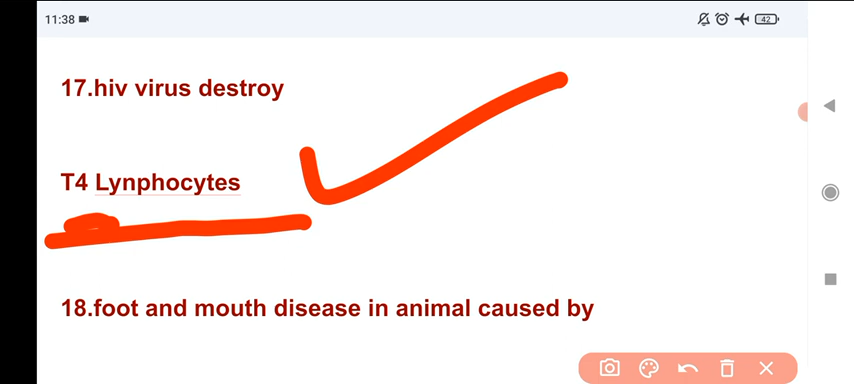 11:38
42
17.hiv virus destroy
T4 Lynphocytes
18.foot and mouth disease in animal caused by